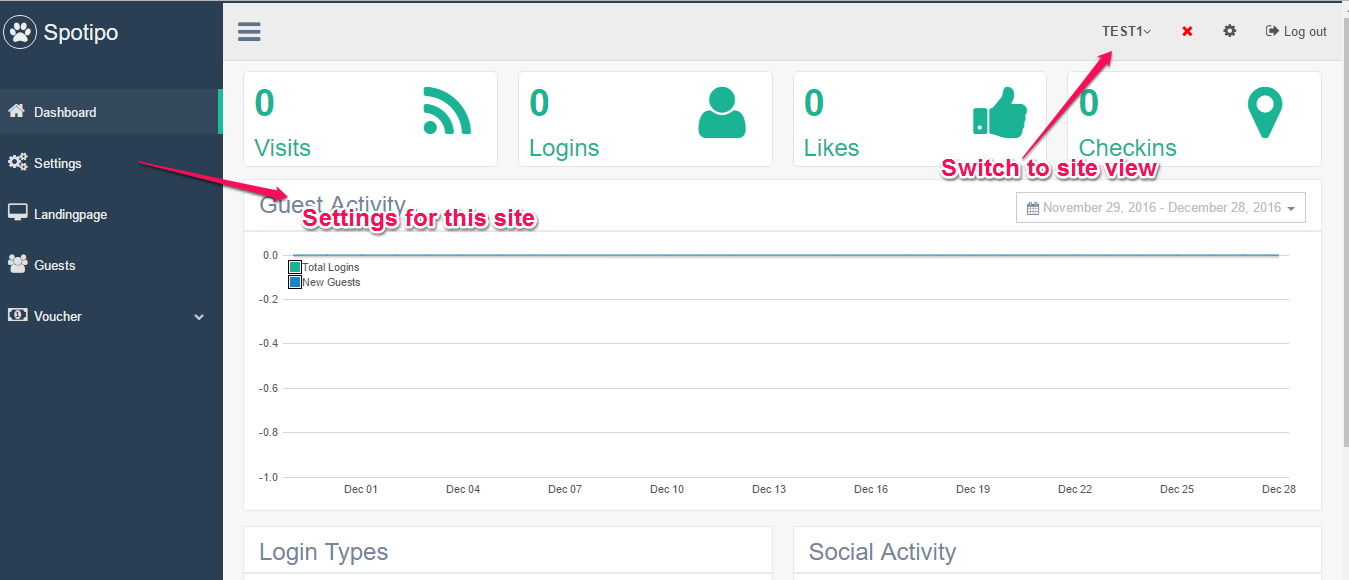 Spotipo
TEST1
Log out
Dashboard
Settings
Landingpage
Guests
Voucher
0
Visits
0
Logins
0
Likes
0
Checkins
Switch to site view
Guest Activity
Settings for this site
November 29, 2016 - December 28, 2016
Total Logins
New Guests
0.0
-0.2
-0.4
-0.6
-0.8
-1.0
Dec 01 Dec 04 Dec 07 Dec 10 Dec 13 Dec 16 Dec 19 Dec 22 Dec 25 Dec 28
Login Types
Social Activity